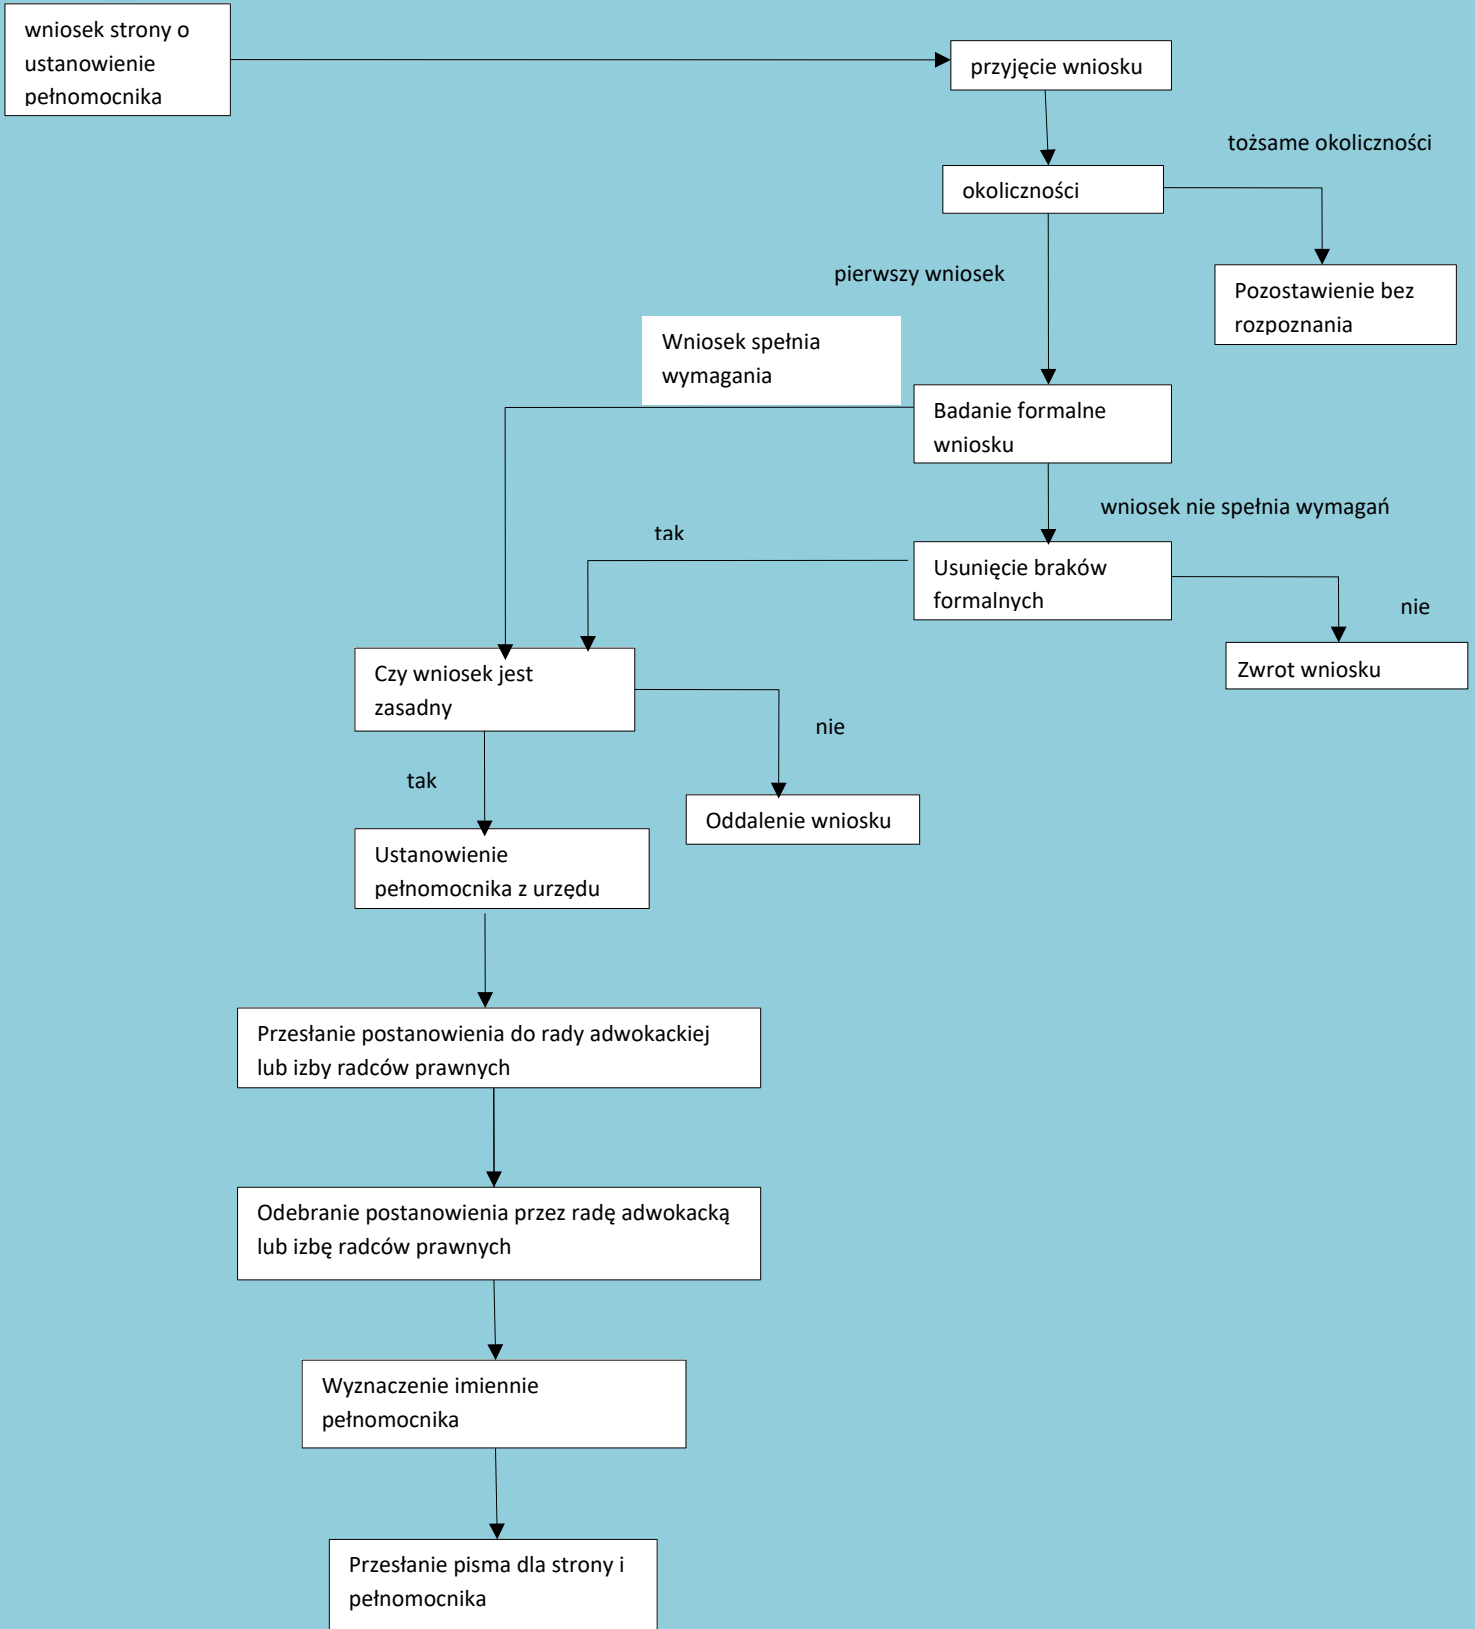 wniosek strony o
ustanowienie
pełnomocnika
przyjęcie wniosku
tożsame okoliczności
okoliczności
pierwszy wniosek
Pozostawienie bez
rozpoznania
Wniosek spełnia
wymagania
Badanie formalne
wniosku
wniosek nie spełnia wymagań
tak
Usunięcie braków
formalnych
nie
Zwrot wniosku
Czy wniosek jest
zasadny
nie
tak
Oddalenie wniosku
Ustanowienie
pełnomocnika z urzędu
Przesłanie postanowienia do rady adwokackiej
lub izby radców prawnych
Odebranie postanowienia przez radę adwokacką
lub izbę radców prawnych
Wyznaczenie imiennie
pełnomocnika
Przesłanie pisma dla strony i
pełnomocnika